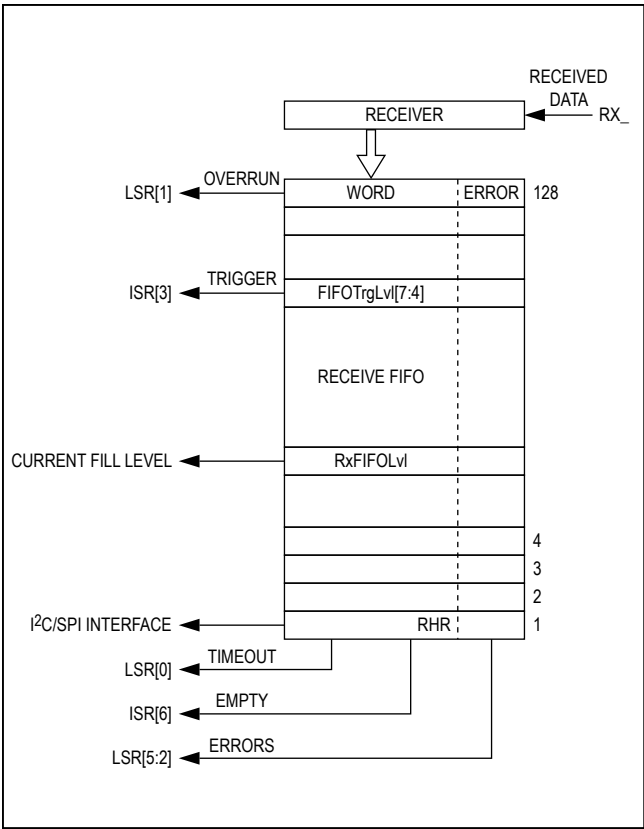 RECEIVED
DATA
RX_
RECEIVER
OVERRUN
LSR[1]
WORD
ERROR
128
TRIGGER
ISR[3]
FIFOTrgLvl[7:4]
RECEIVE FIFO
CURRENT FILL LEVEL
RxFIFOLvl
4
3
2
I2C/SPI INTERFACE
RHR
1
TIMEOUT
LSR[0]
EMPTY
ISR[6]
ERRORS
LSR[5:2]